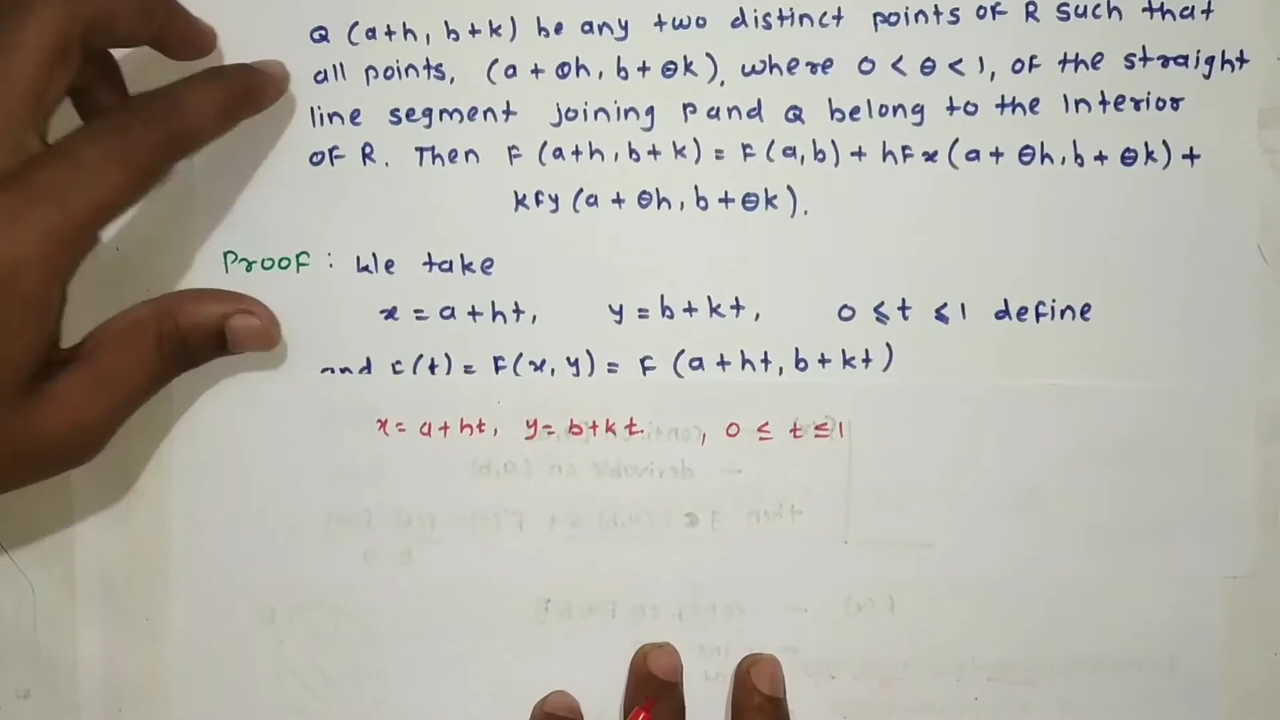 Q (a+h, b+k) be any two distinct points of R such that
all points, (a + θh, b + θk), where 0 < θ < 1, of the straight
line segment joining P and Q belong to the interior
of R. Then F (a+h, b+k) = F(a, b) + hFx (a + θh, b + θk) +
kFy (a + θh, b + θk).
Proof : We take
x = a + ht, y = b + kt, 0 ≤ t ≤ 1 define
and (t) = F(x, y) = F (a + ht, b + kt)
x = a + ht, y = b + kt , 0 ≤ t ≤ 1